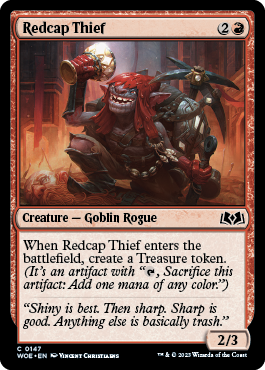 Redcap Thief 2
Creature — Goblin Rogue
When Redcap Thief enters the
battlefield, create a Treasure token.
(It's an artifact with “, Sacrifice this
artifact: Add one mana of any color.”)
“Shiny is best. Then sharp. Sharp is
good. Anything else is basically trash.”
2/3
C 0147
WOE • EN Vincent Christiaens
™ & © 2023 Wizards of the Coast